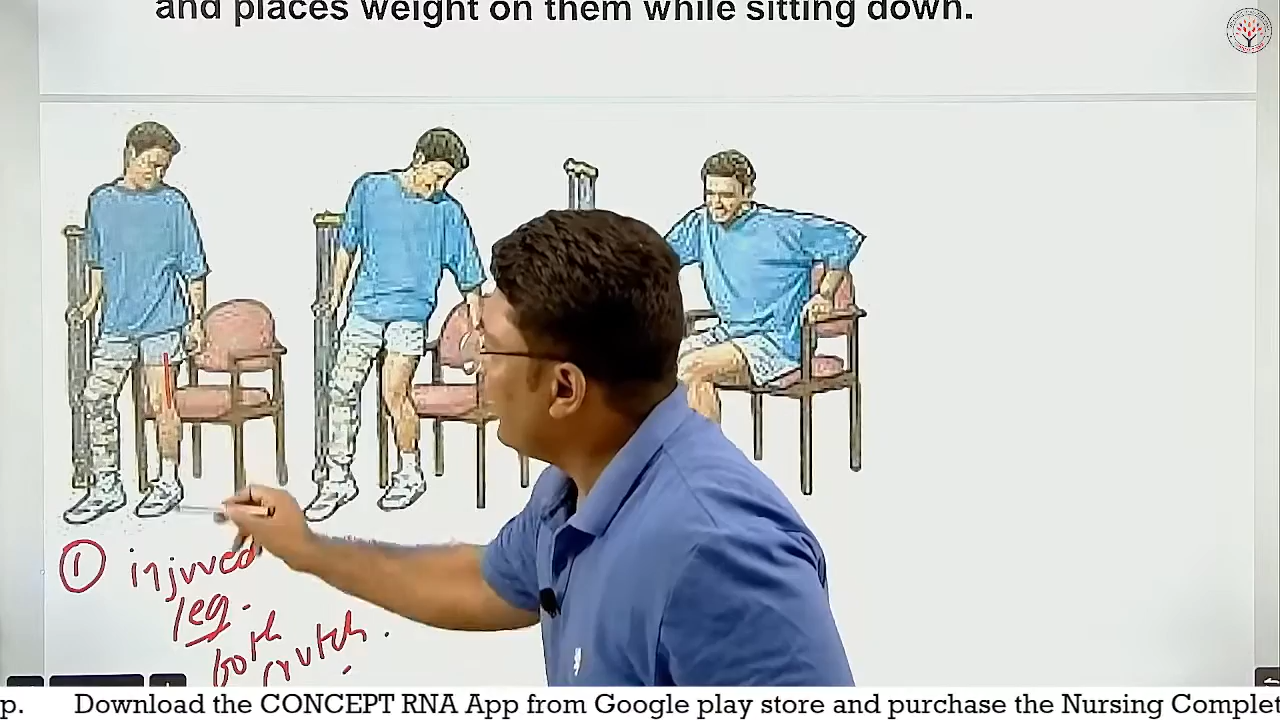 and places weight on them while sitting down.
① injured
leg.
both
crutch.
p. Download the CONCEPT RNA App from Google play store and purchase the Nursing Complet